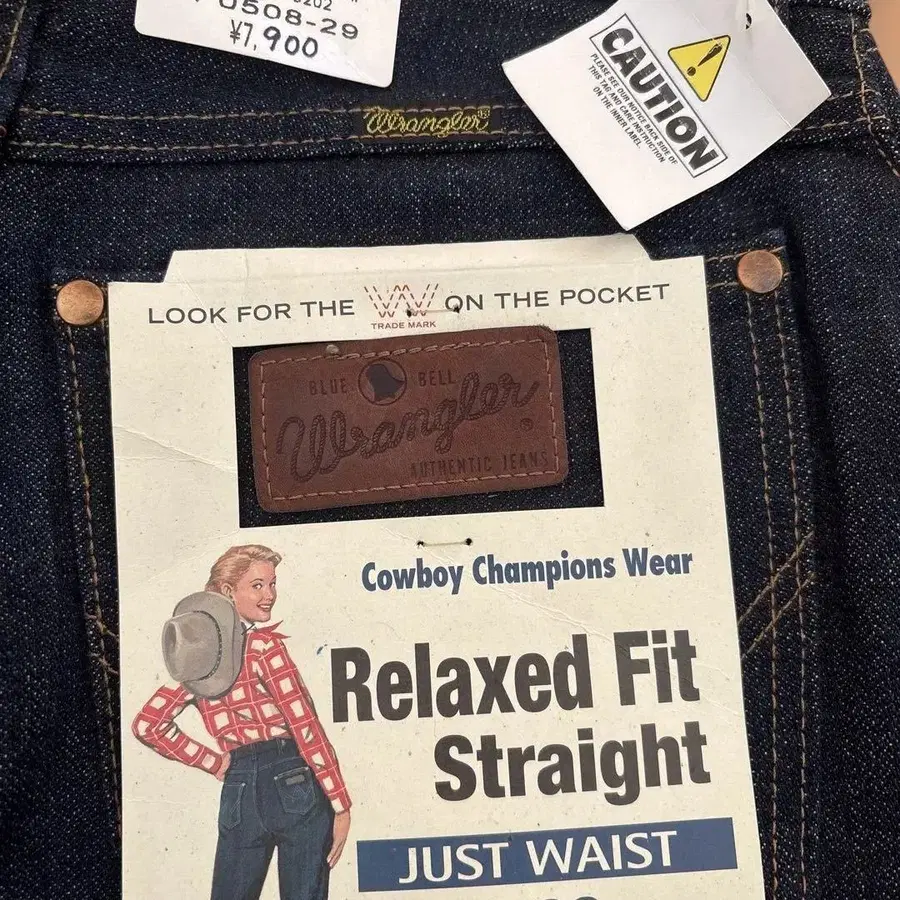 0508-29
¥7,900
Wrangler®
CAUTION
PLEASE SEE OUR NOTICE BACK SIDE OF
THIS TAG AND CARE INSTRUCTION
ON THE INNER LABEL.
LOOK FOR THE W ON THE POCKET
TRADE MARK
BLUE BELL
Wrangler®
AUTHENTIC JEANS
Cowboy Champions Wear
Relaxed Fit
Straight
JUST WAIST